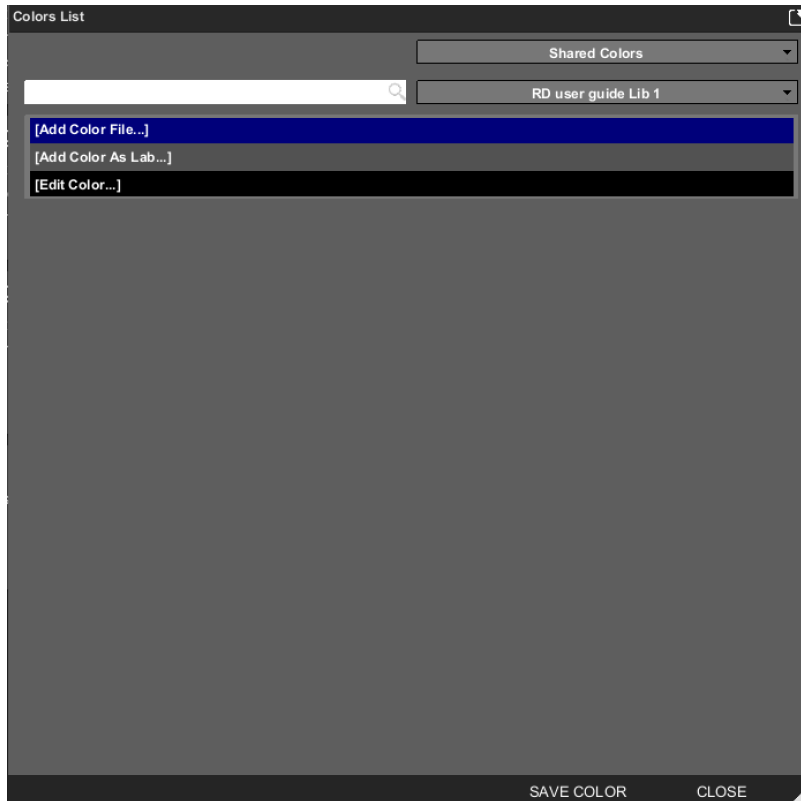 Colors List
Shared Colors
RD user guide Lib 1
[Add Color File...]
[Add Color As Lab...]
[Edit Color...]
SAVE COLOR CLOSE